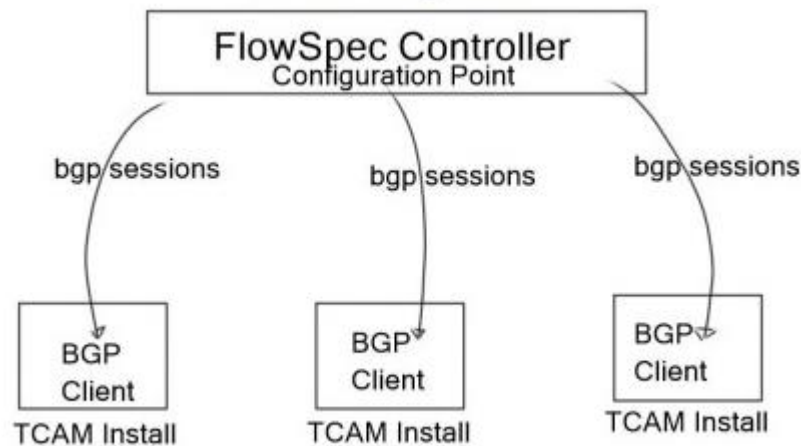 FlowSpec Controller
Configuration Point
bgp sessions
bgp sessions
bgp sessions
BGP
Client
TCAM Install
BGP
Client
TCAM Install
BGP
Client
TCAM Install